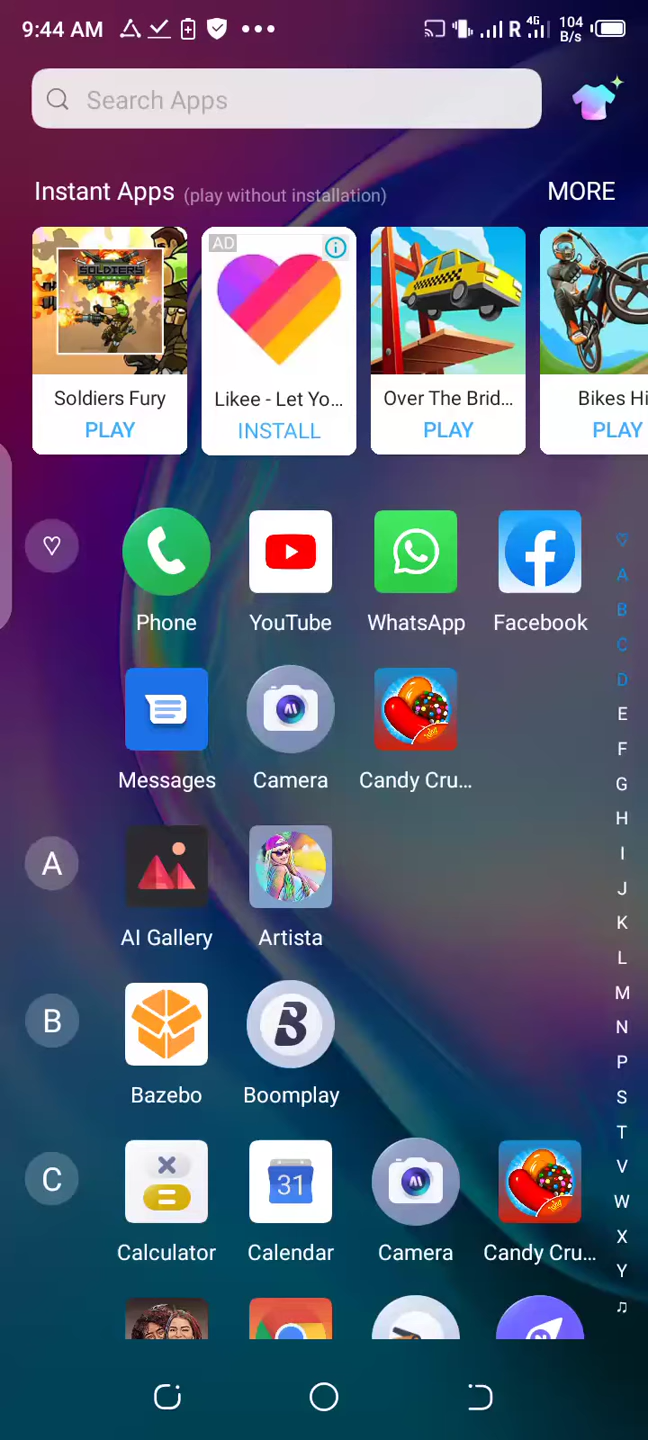 9:44 AM
R 4G 104 B/s
Search Apps
Instant Apps (play without installation) MORE
SOLDIERS
AD
Soldiers Fury
Likee - Let Yo...
Over The Brid...
Bikes Hi
PLAY
INSTALL
PLAY
PLAY
Phone
YouTube
WhatsApp
Facebook
Messages
Camera
Candy Cru...
A
AI Gallery
Artista
B
Bazebo
Boomplay
C
31
Calculator
Calendar
Camera
Candy Cru...
A
B
C
D
E
F
G
H
I
J
K
L
M
N
P
S
T
V
W
X
Y